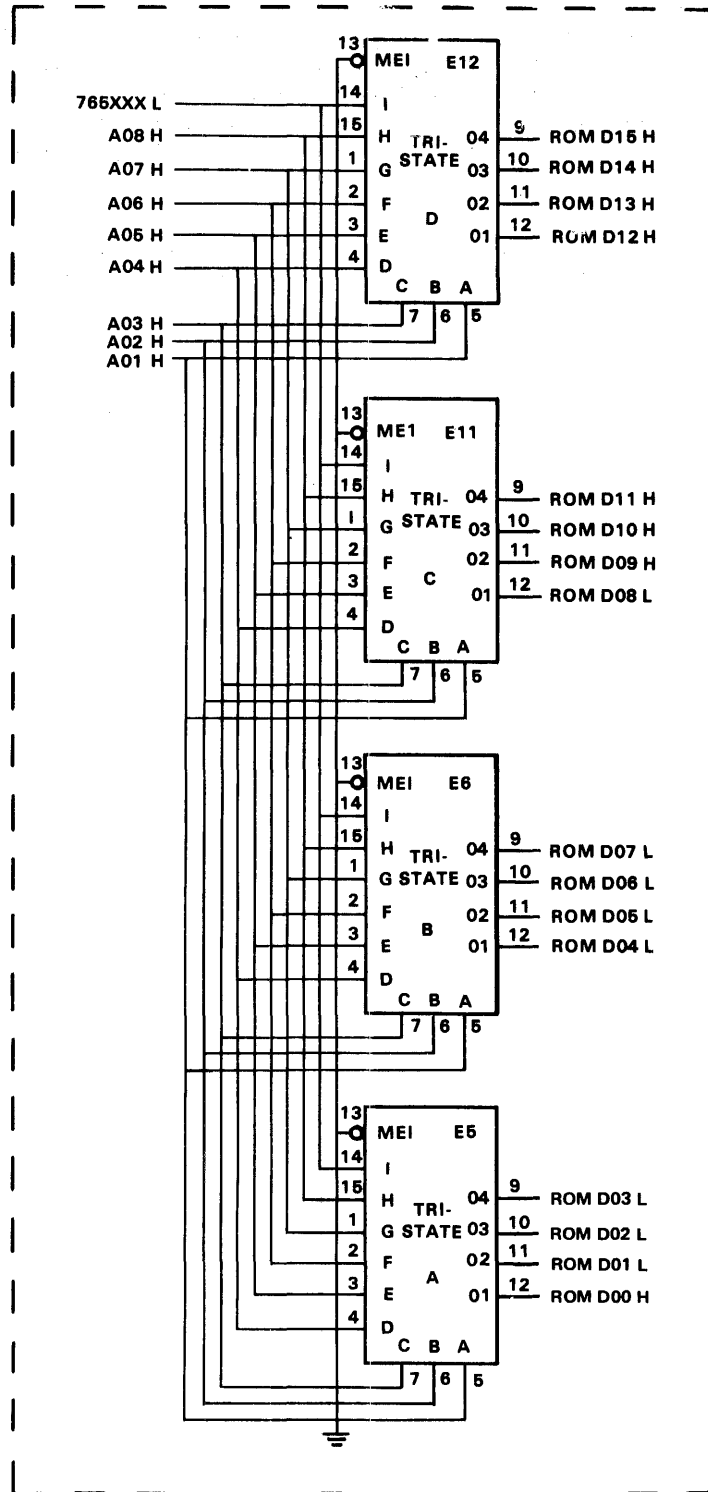 13 MEI E12
765XXX L 14 I
A08 H 15 H TRI- 04 9 ROM D15 H
A07 H 1 G STATE 03 10 ROM D14 H
A06 H 2 F 02 11 ROM D13 H
A05 H 3 E D 01 12 ROM D12 H
A04 H 4 D
C B A
A03 H 7 6 5
A02 H
A01 H
13 ME1 E11
14 I
15 H TRI- 04 9 ROM D11 H
1 G STATE 03 10 ROM D10 H
2 F 02 11 ROM D09 H
3 E C 01 12 ROM D08 L
4 D
C B A
7 6 5
13 MEI E6
14 I
15 H TRI- 04 9 ROM D07 L
1 G STATE 03 10 ROM D06 L
2 F 02 11 ROM D05 L
3 E B 01 12 ROM D04 L
4 D
C B A
7 6 5
13 MEI E5
14 I
15 H TRI- 04 9 ROM D03 L
1 G STATE 03 10 ROM D02 L
2 F 02 11 ROM D01 L
3 E A 01 12 ROM D00 H
4 D
C B A
7 6 5